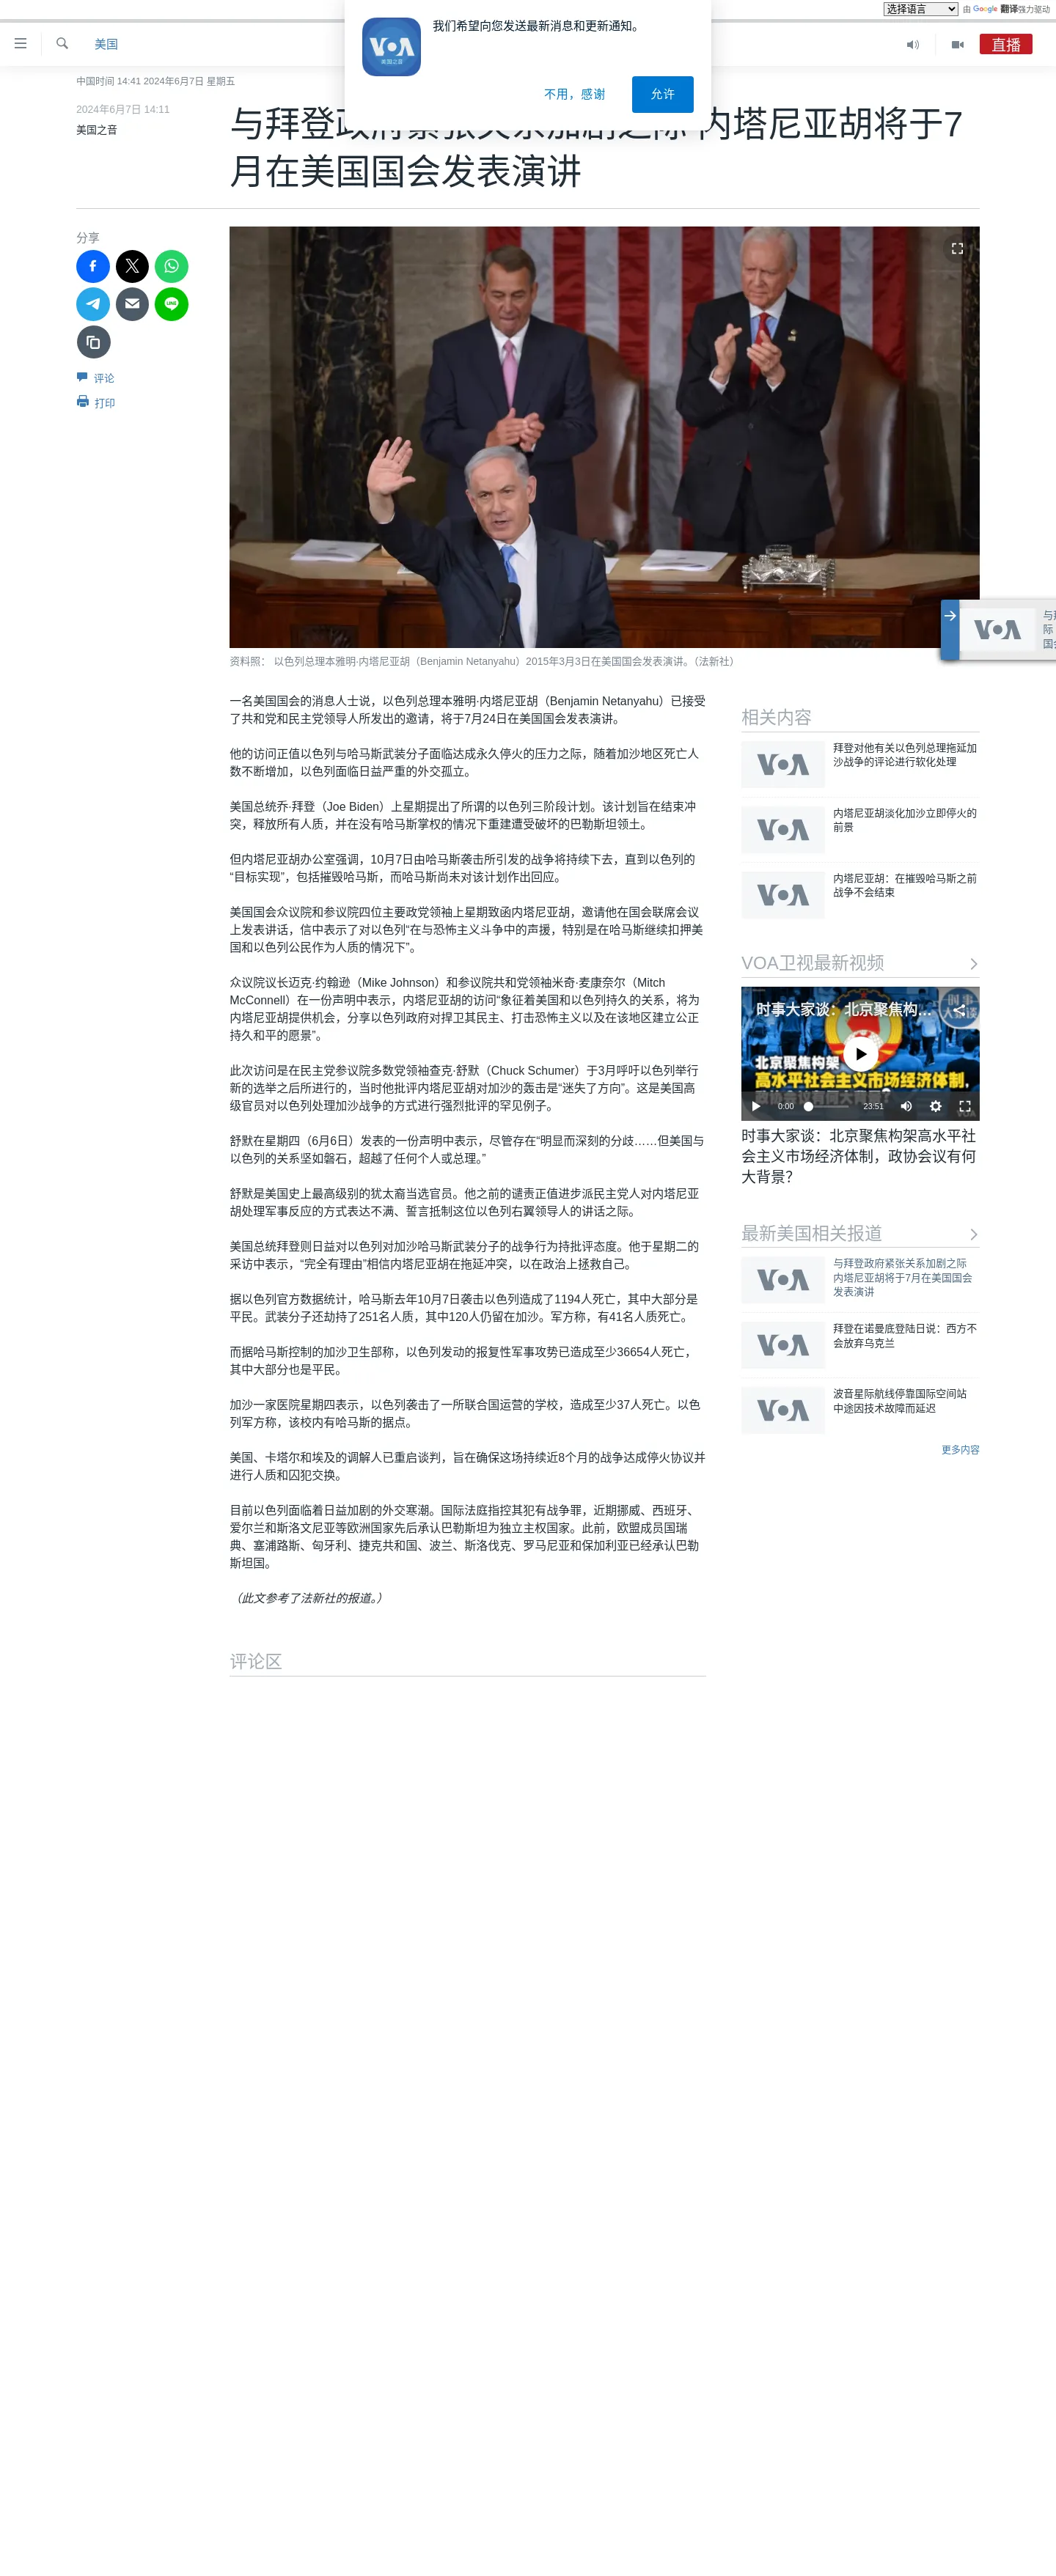 选择语言
由 Google 翻译强力驱动
我们希望向您发送最新消息和更新通知。
VOA
美国之音
不用，感谢
允许
美国
直播
中国时间 14:41 2024年6月7日 星期五
2024年6月7日 14:11
美国之音
内塔尼亚胡将于7
月在美国国会发表演讲
分享
LINE
评论
打印
资料照： 以色列总理本雅明·内塔尼亚胡（Benjamin Netanyahu）2015年3月3日在美国国会发表演讲。（法新社）
VOA
与
际
国会
一名美国国会的消息人士说，以色列总理本雅明·内塔尼亚胡（Benjamin Netanyahu）已接受
了共和党和民主党领导人所发出的邀请，将于7月24日在美国国会发表演讲。
他的访问正值以色列与哈马斯武装分子面临达成永久停火的压力之际，随着加沙地区死亡人
数不断增加，以色列面临日益严重的外交孤立。
美国总统乔·拜登（Joe Biden）上星期提出了所谓的以色列三阶段计划。该计划旨在结束冲
突，释放所有人质，并在没有哈马斯掌权的情况下重建遭受破坏的巴勒斯坦领土。
但内塔尼亚胡办公室强调，10月7日由哈马斯袭击所引发的战争将持续下去，直到以色列的
“目标实现”，包括摧毁哈马斯，而哈马斯尚未对该计划作出回应。
美国国会众议院和参议院四位主要政党领袖上星期致函内塔尼亚胡，邀请他在国会联席会议
上发表讲话，信中表示了对以色列“在与恐怖主义斗争中的声援，特别是在哈马斯继续扣押美
国和以色列公民作为人质的情况下”。
众议院议长迈克·约翰逊（Mike Johnson）和参议院共和党领袖米奇·麦康奈尔（Mitch
McConnell）在一份声明中表示，内塔尼亚胡的访问“象征着美国和以色列持久的关系，将为
内塔尼亚胡提供机会，分享以色列政府对捍卫其民主、打击恐怖主义以及在该地区建立公正
持久和平的愿景”。
此次访问是在民主党参议院多数党领袖查克·舒默（Chuck Schumer）于3月呼吁以色列举行
新的选举之后所进行的，当时他批评内塔尼亚胡对加沙的轰击是“迷失了方向”。这是美国高
级官员对以色列处理加沙战争的方式进行强烈批评的罕见例子。
舒默在星期四（6月6日）发表的一份声明中表示，尽管存在“明显而深刻的分歧……但美国与
以色列的关系坚如磐石，超越了任何个人或总理。”
舒默是美国史上最高级别的犹太裔当选官员。他之前的谴责正值进步派民主党人对内塔尼亚
胡处理军事反应的方式表达不满、誓言抵制这位以色列右翼领导人的讲话之际。
美国总统拜登则日益对以色列对加沙哈马斯武装分子的战争行为持批评态度。他于星期二的
采访中表示，“完全有理由”相信内塔尼亚胡在拖延冲突，以在政治上拯救自己。
据以色列官方数据统计，哈马斯去年10月7日袭击以色列造成了1194人死亡，其中大部分是
平民。武装分子还劫持了251名人质，其中120人仍留在加沙。军方称，有41名人质死亡。
而据哈马斯控制的加沙卫生部称，以色列发动的报复性军事攻势已造成至少36654人死亡，
其中大部分也是平民。
加沙一家医院星期四表示，以色列袭击了一所联合国运营的学校，造成至少37人死亡。以色
列军方称，该校内有哈马斯的据点。
美国、卡塔尔和埃及的调解人已重启谈判，旨在确保这场持续近8个月的战争达成停火协议并
进行人质和囚犯交换。
目前以色列面临着日益加剧的外交寒潮。国际法庭指控其犯有战争罪，近期挪威、西班牙、
爱尔兰和斯洛文尼亚等欧洲国家先后承认巴勒斯坦为独立主权国家。此前，欧盟成员国瑞
典、塞浦路斯、匈牙利、捷克共和国、波兰、斯洛伐克、罗马尼亚和保加利亚已经承认巴勒
斯坦国。
（此文参考了法新社的报道。）
评论区
相关内容
VOA
拜登对他有关以色列总理拖延加
沙战争的评论进行软化处理
VOA
内塔尼亚胡淡化加沙立即停火的
前景
VOA
内塔尼亚胡：在摧毁哈马斯之前
战争不会结束
VOA卫视最新视频
时事大家谈：北京聚焦构...
北京聚焦构架
高水平社会主义市场经济体制，
0:00
23:51
时事大家谈：北京聚焦构架高水平社
会主义市场经济体制，政协会议有何
大背景？
最新美国相关报道
VOA
与拜登政府紧张关系加剧之际
内塔尼亚胡将于7月在美国国会
发表演讲
VOA
拜登在诺曼底登陆日说：西方不
会放弃乌克兰
VOA
波音星际航线停靠国际空间站
中途因技术故障而延迟
更多内容